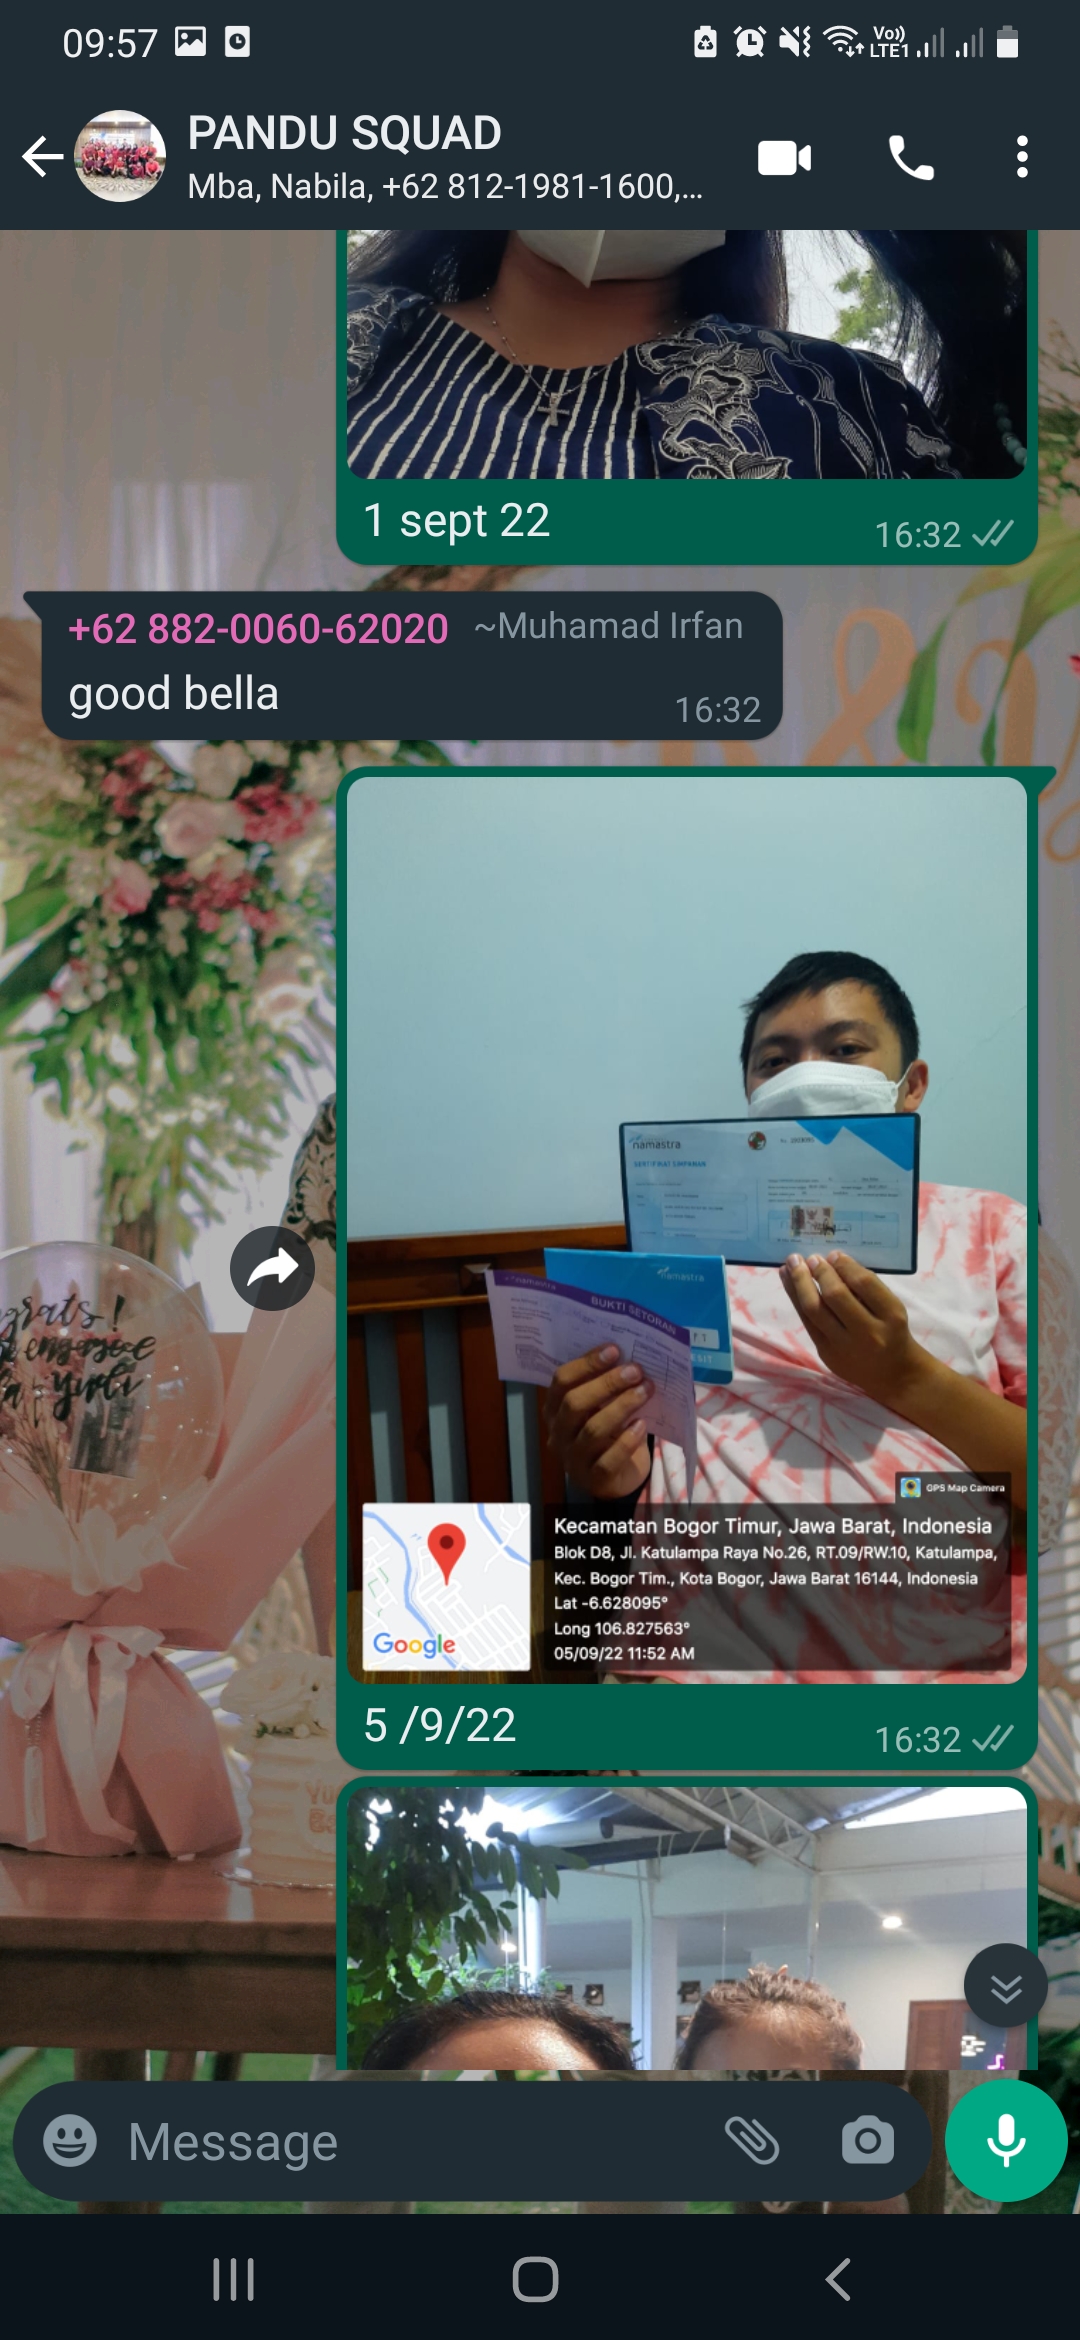 09:57
Vo))
LTE1
PANDU SQUAD
Mba, Nabila, +62 812-1981-1600,...
1 sept 22
16:32
+62 882-0060-62020 ~Muhamad Irfan
good bella
16:32
namastra
SERTIFIKAT SIMPANAN
namastra
namastra
BUKTI SETORAN
GPS Map Camera
Kecamatan Bogor Timur, Jawa Barat, Indonesia
Blok D8, Jl. Katulampa Raya No.26, RT.09/RW.10, Katulampa,
Kec. Bogor Tim., Kota Bogor, Jawa Barat 16144, Indonesia
Lat -6.628095°
Long 106.827563°
05/09/22 11:52 AM
Google
5 /9/22
16:32
Message